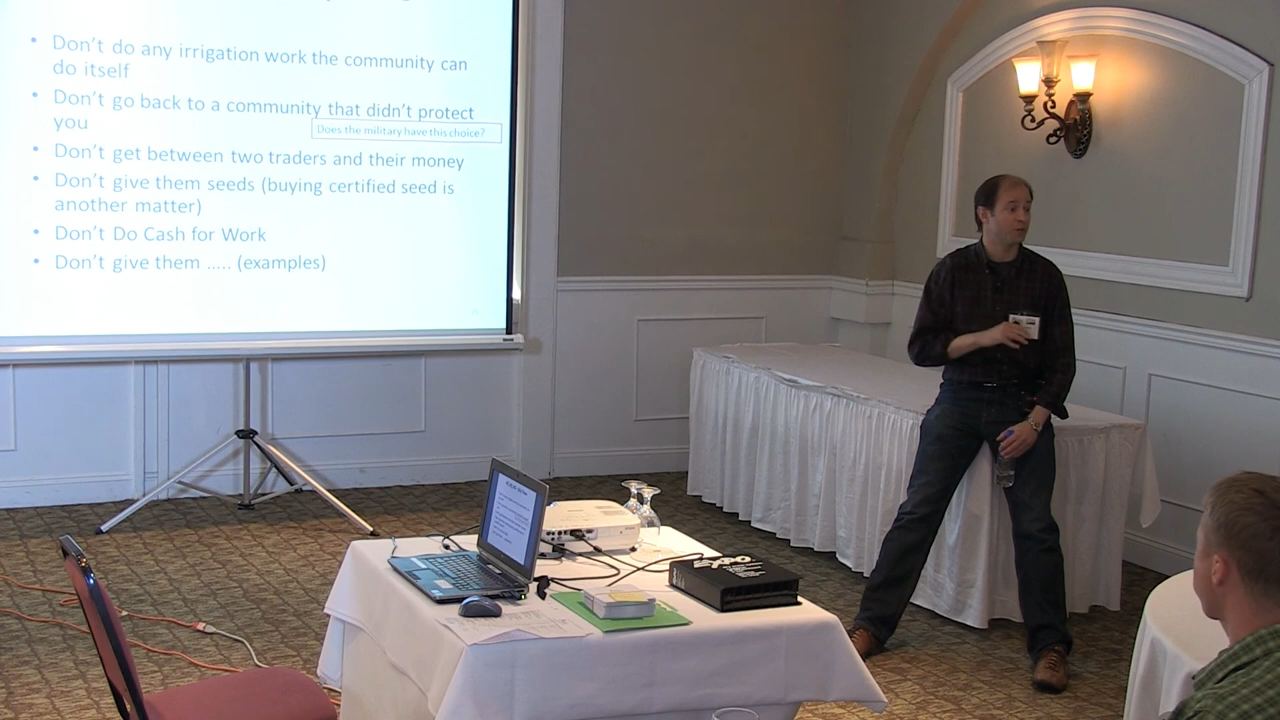 • Don't do any irrigation work the community can
do itself
• Don't go back to a community that didn't protect
you
Does the military have this choice?
• Don't get between two traders and their money
• Don't give them seeds (buying certified seed is
another matter)
• Don't Do Cash for Work
• Don't give them ..... (examples)